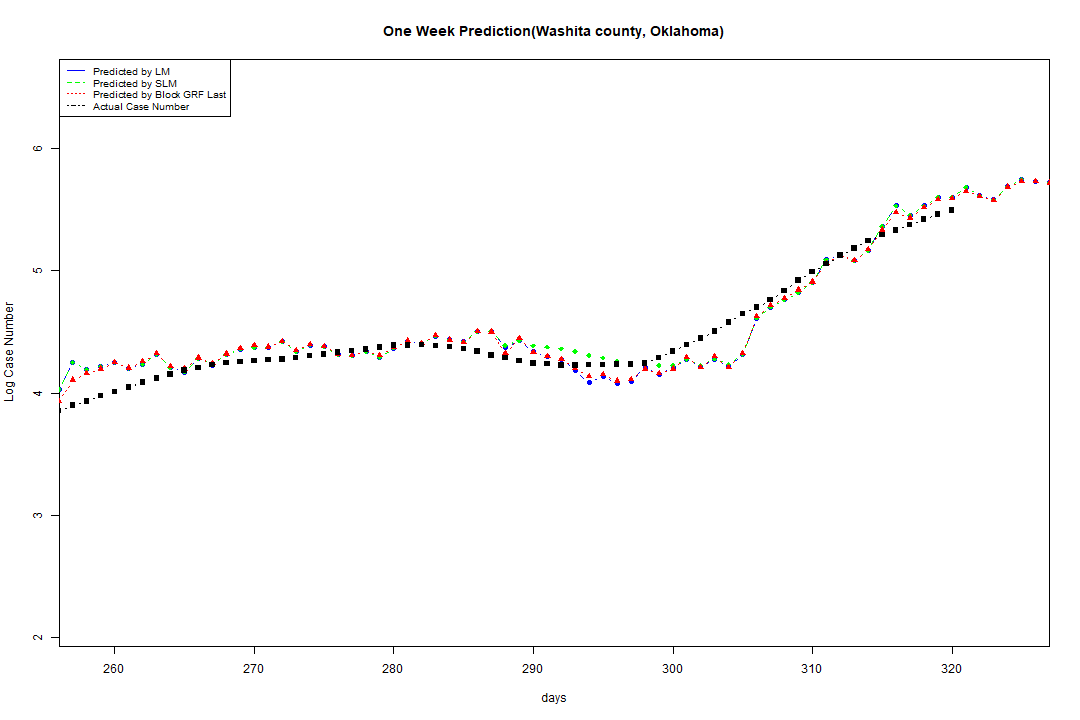 One Week Prediction(Washita county, Oklahoma)
Predicted by LM
Predicted by SLM
Predicted by Block GRF Last
Actual Case Number
6
5
4
3
2
Log Case Number
260 270 280 290 300 310 320
days